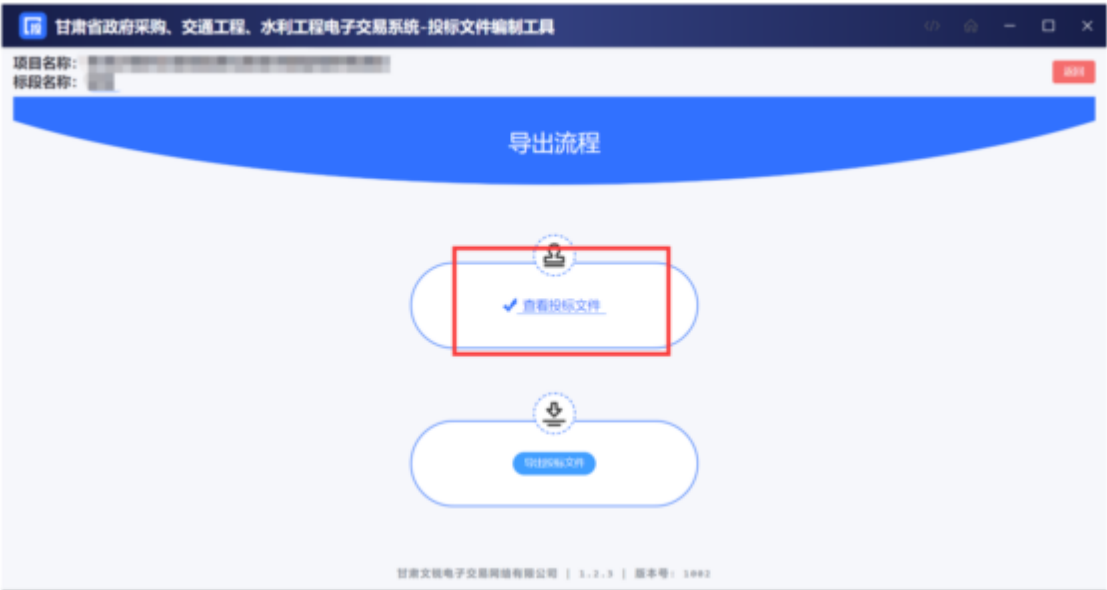 投 甘肃省政府采购、交通工程、水利工程电子交易系统-投标文件编制工具
项目名称：
标段名称：
返回
导出流程
查看投标文件
导出投标文件
甘肃文锐电子交易网络有限公司 | 1.2.3 | 版本号: 1002